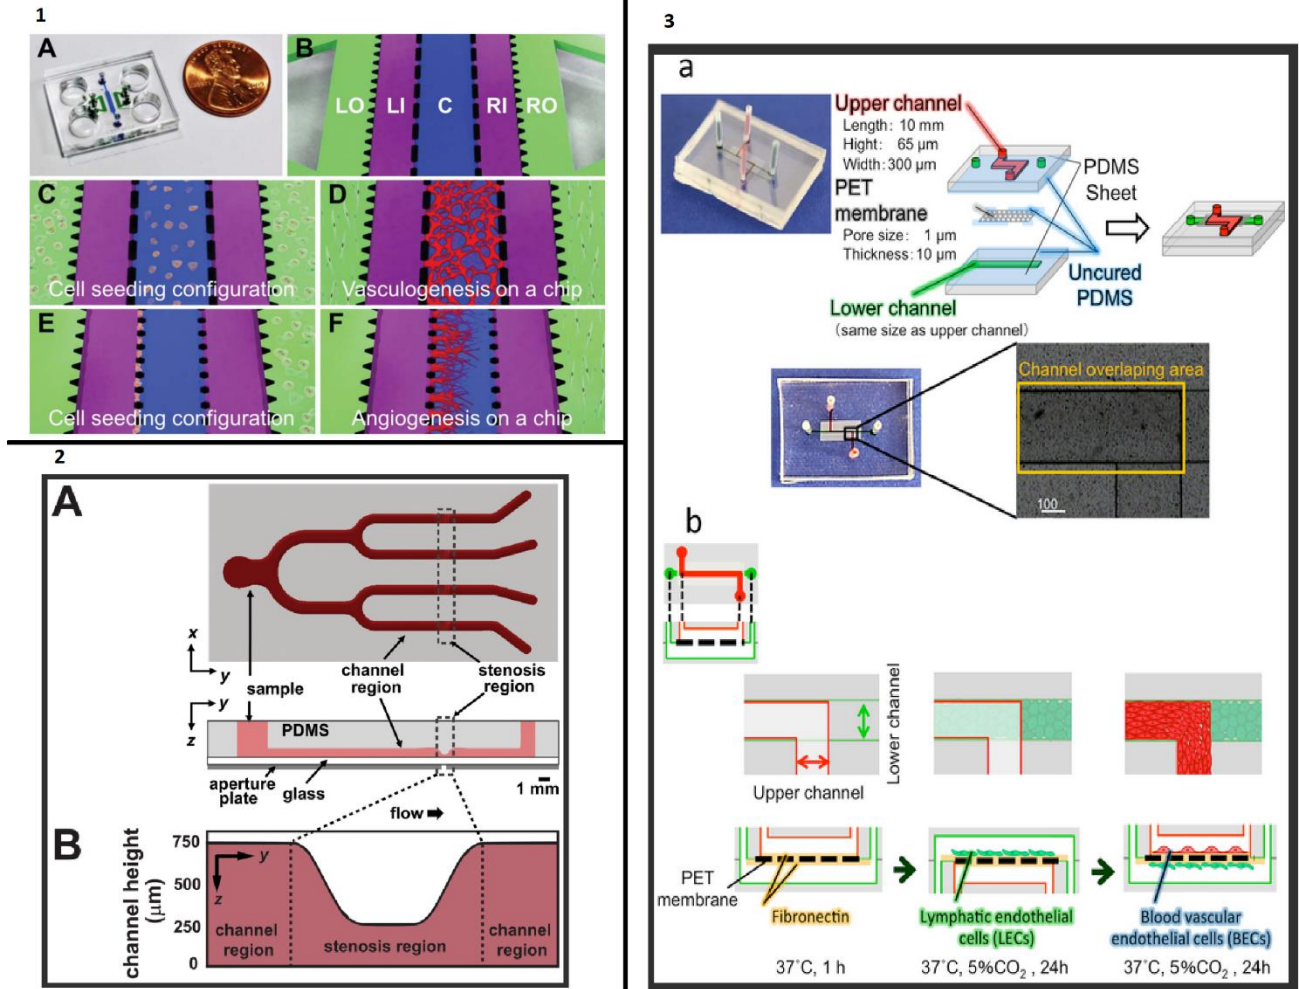 1
A
B
LO LI C RI RO
C
Cell seeding configuration
D
Vasculogenesis on a chip
E
Cell seeding configuration
F
Angiogenesis on a chip
2
A
x
y
sample
channel
region
stenosis
region
y
z
PDMS
aperture
plate
glass
1 mm
flow
B
channel height
(μm)
750
500
250
0
y
z
channel
region
stenosis region
channel
region
3
a
Upper channel
Length: 10 mm
Hight: 65 μm
Width: 300 μm
PET
membrane
Pore size: 1 μm
Thickness: 10 μm
Lower channel
(same size as upper channel)
PDMS
Sheet
Uncured
PDMS
Channel overlaping area
100
b
Lower channel
Upper channel
PET
membrane
Fibronectin
Lymphatic endothelial
cells (LECs)
Blood vascular
endothelial cells (BECs)
37˚C, 1 h
37˚C, 5%CO₂ , 24h
37˚C, 5%CO₂ , 24h